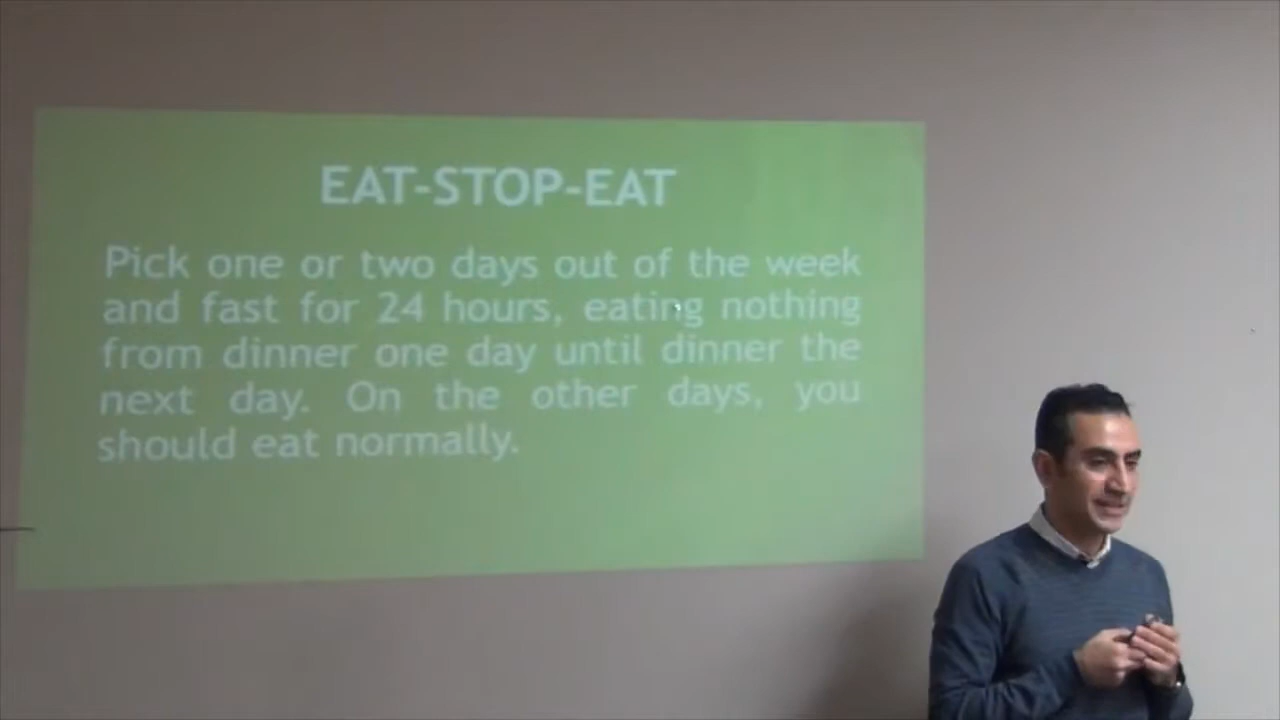 EAT-STOP-EAT
Pick one or two days out of the week
and fast for 24 hours, eating nothing
from dinner one day until dinner the
next day. On the other days, you
should eat normally.